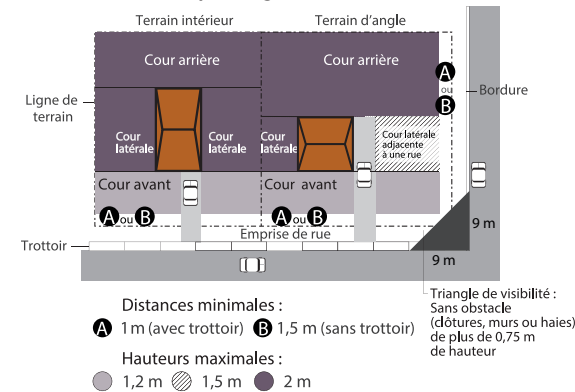 Terrain intérieur
Terrain d'angle
Cour arrière
Cour arrière
A
ou
B
Bordure
Ligne de
terrain
Cour
latérale
Cour
latérale
Cour
latérale
Cour latérale
adjacente
à une rue
Cour avant
Cour avant
A ou B
A ou B
Emprise de rue
Trottoir
9 m
9 m
Triangle de visibilité :
Sans obstacle
(clôtures, murs ou haies)
de plus de 0,75 m
de hauteur
Distances minimales :
A 1 m (avec trottoir) B 1,5 m (sans trottoir)
Hauteurs maximales :
1,2 m 1,5 m 2 m